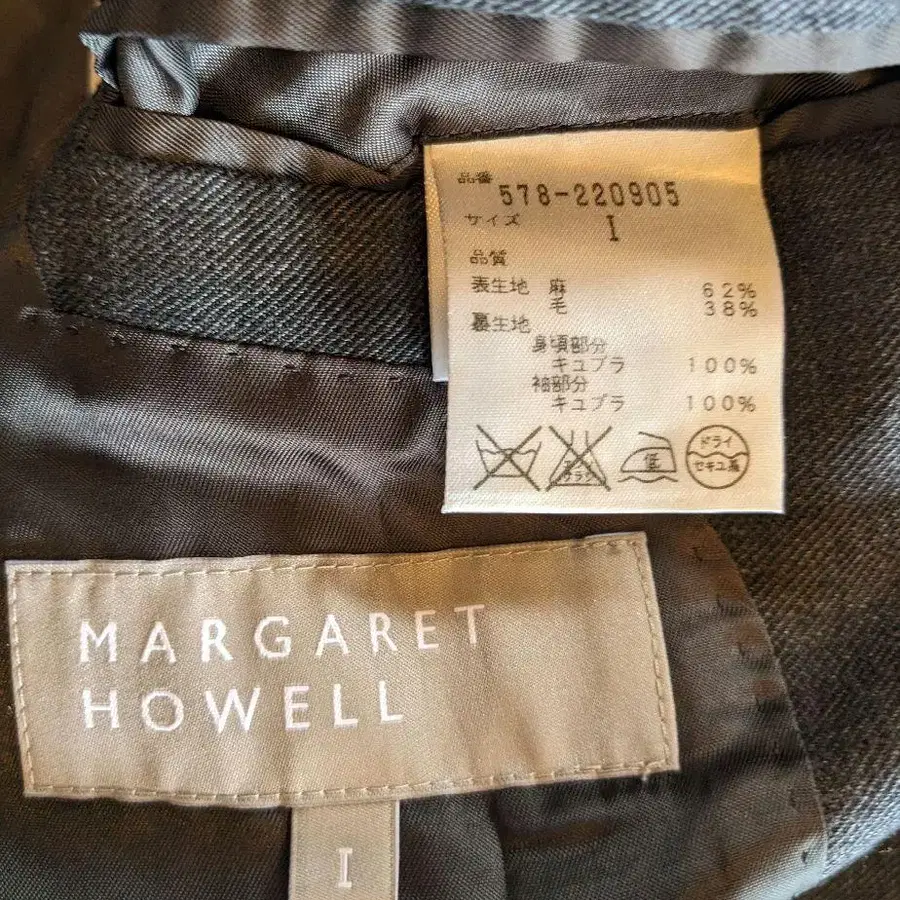 品番 578-220905
サイズ I
品質
表生地 麻 62%
毛 38%
裏生地
身頃部分
キュプラ 100%
袖部分
キュプラ 100%
低
ドライ
セキユ系
MARGARET
HOWELL
I